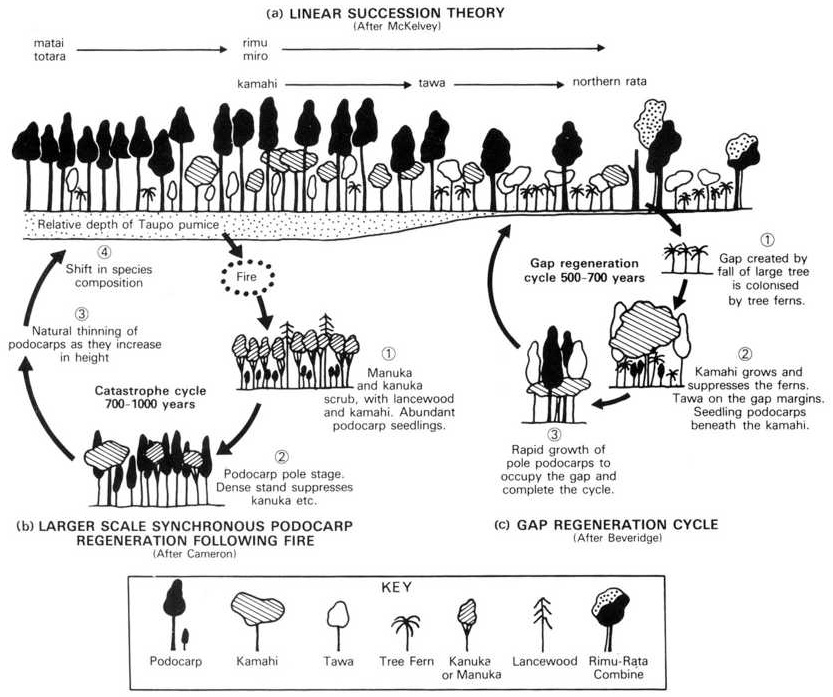 (a) LINEAR SUCCESSION THEORY
(After McKelvey)
matai
totara
rimu
miro
kamahi
tawa
northern rata
Relative depth of Taupo pumice
④
Shift in species
composition
③
Natural thinning of
podocarps as they increase
in height
Catastrophe cycle
700-1000 years
Fire
①
Manuka
and kanuka
scrub, with lancewood
and kamahi. Abundant
podocarp seedlings.
②
Podocarp pole stage.
Dense stand suppresses
kanuka etc.
(b) LARGER SCALE SYNCHRONOUS PODOCARP
REGENERATION FOLLOWING FIRE
(After Cameron)
Gap regeneration
cycle 500-700 years
①
Gap created by
fall of large tree
is colonised
by tree ferns.
②
Kamahi grows and
suppresses the ferns.
Tawa on the gap margins.
Seedling podocarps
beneath the kamahi.
③
Rapid growth of
pole podocarps to
occupy the gap and
complete the cycle.
(c) GAP REGENERATION CYCLE
(After Beveridge)
KEY
Podocarp
Kamahi
Tawa
Tree Fern
Kanuka
or Manuka
Lancewood
Rimu-Rata
Combine